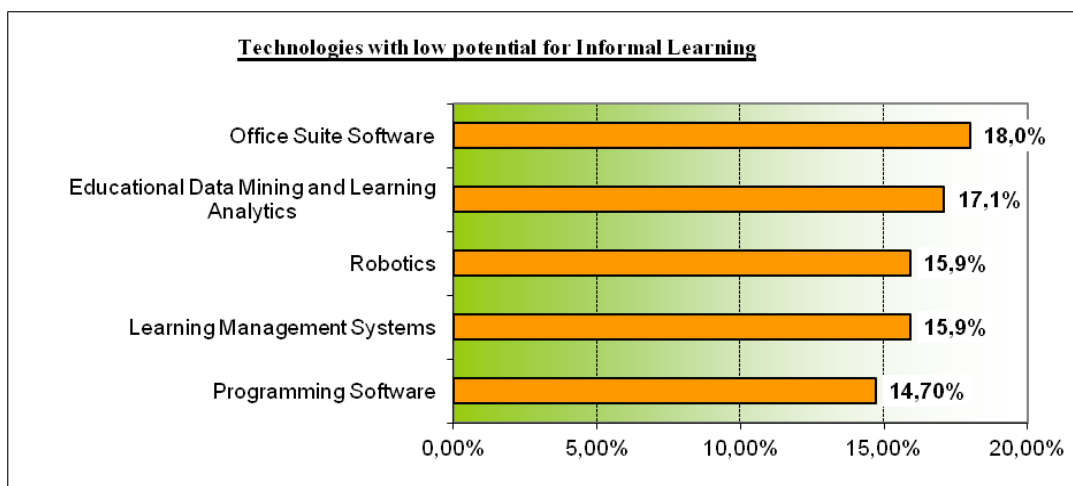 Technologies with low potential for Informal Learning
Office Suite Software
18,0%
Educational Data Mining and Learning
Analytics
17,1%
Robotics
15,9%
Learning Management Systems
15,9%
Programming Software
14,70%
0,00%
5,00%
10,00%
15,00%
20,00%